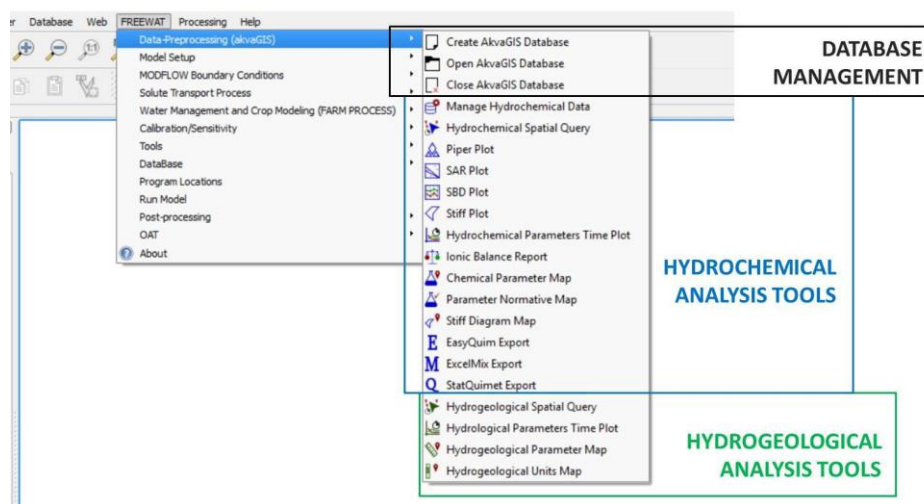 r Database Web FREEWAT Processing Help
Data-Preprocessing (akvaGIS)
Model Setup
MODFLOW Boundary Conditions
Solute Transport Process
Water Management and Crop Modeling (FARM PROCESS)
Calibration/Sensitivity
Tools
DataBase
Program Locations
Run Model
Post-processing
OAT
About
Create AkvaGIS Database
Open AkvaGIS Database
Close AkvaGIS Database
Manage Hydrochemical Data
Hydrochemical Spatial Query
Piper Plot
SAR Plot
SBD Plot
Stiff Plot
Hydrochemical Parameters Time Plot
Ionic Balance Report
Chemical Parameter Map
Parameter Normative Map
Stiff Diagram Map
E EasyQuim Export
M ExcelMix Export
Q StatQuimet Export
Hydrogeological Spatial Query
Hydrological Parameters Time Plot
Hydrogeological Parameter Map
Hydrogeological Units Map
DATABASE
MANAGEMENT
HYDROCHEMICAL
ANALYSIS TOOLS
HYDROGEOLOGICAL
ANALYSIS TOOLS